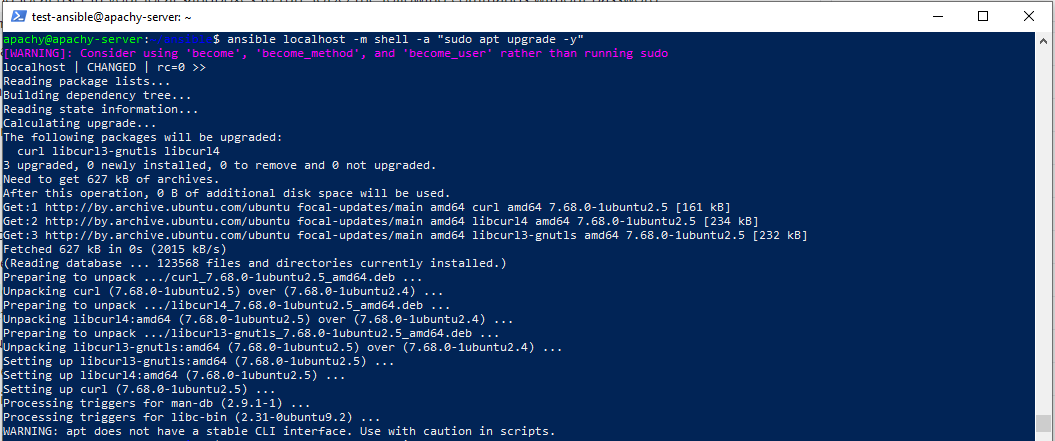 test-ansible@apachy-server: ~
apachy@apachy-server: $ ansible localhost -m shell -a "sudo apt upgrade -y"
[WARNING]: Consider using 'become', 'become_method', and 'become_user' rather than running sudo
localhost | CHANGED | rc=0 >>
Reading package lists...
Building dependency tree...
Reading state information...
Calculating upgrade...
The following packages will be upgraded:
  curl libcurl3-gnutls libcurl4
3 upgraded, 0 newly installed, 0 to remove and 0 not upgraded.
Need to get 627 kB of archives.
After this operation, 0 B of additional disk space will be used.
Get:1 http://by.archive.ubuntu.com/ubuntu focal-updates/main amd64 curl amd64 7.68.0-1ubuntu2.5 [161 kB]
Get:2 http://by.archive.ubuntu.com/ubuntu focal-updates/main amd64 libcurl4 amd64 7.68.0-1ubuntu2.5 [234 kB]
Get:3 http://by.archive.ubuntu.com/ubuntu focal-updates/main amd64 libcurl3-gnutls amd64 7.68.0-1ubuntu2.5 [232 kB]
Fetched 627 kB in 0s (2015 kB/s)
(Reading database ... 123568 files and directories currently installed.)
Preparing to unpack .../curl_7.68.0-1ubuntu2.5_amd64.deb ...
Unpacking curl (7.68.0-1ubuntu2.5) over (7.68.0-1ubuntu2.4) ...
Preparing to unpack .../libcurl4_7.68.0-1ubuntu2.5_amd64.deb ...
Unpacking libcurl4:amd64 (7.68.0-1ubuntu2.5) over (7.68.0-1ubuntu2.4) ...
Preparing to unpack .../libcurl3-gnutls_7.68.0-1ubuntu2.5_amd64.deb ...
Unpacking libcurl3-gnutls:amd64 (7.68.0-1ubuntu2.5) over (7.68.0-1ubuntu2.4) ...
Setting up libcurl3-gnutls:amd64 (7.68.0-1ubuntu2.5) ...
Setting up libcurl4:amd64 (7.68.0-1ubuntu2.5) ...
Setting up curl (7.68.0-1ubuntu2.5) ...
Processing triggers for man-db (2.9.1-1) ...
Processing triggers for libc-bin (2.31-0ubuntu9.2) ...
WARNING: apt does not have a stable CLI interface. Use with caution in scripts.